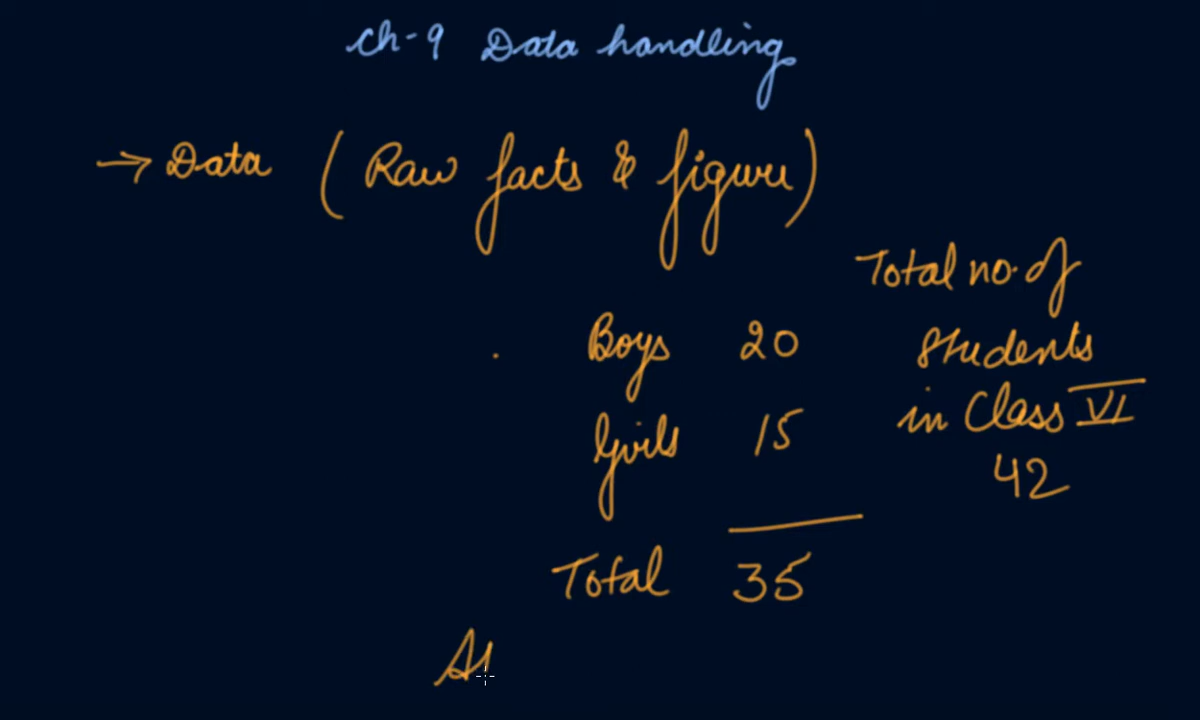 Ch-9 Data handling
→ Data (Raw facts & figure)
Total no. of
students
in Class VI
42
Boys 20
Girls 15
Total 35